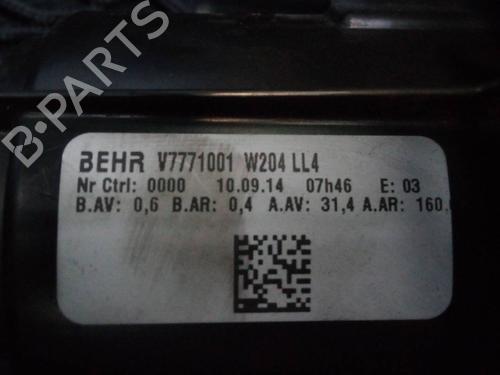 B-PARTS
BEHR V7771001 W204 LL4
Nr Ctrl: 0000 10.09.14 07h46 E: 03
B.AV: 0,6 B.AR: 0,4 A.AV: 31,4 A.AR: 160.